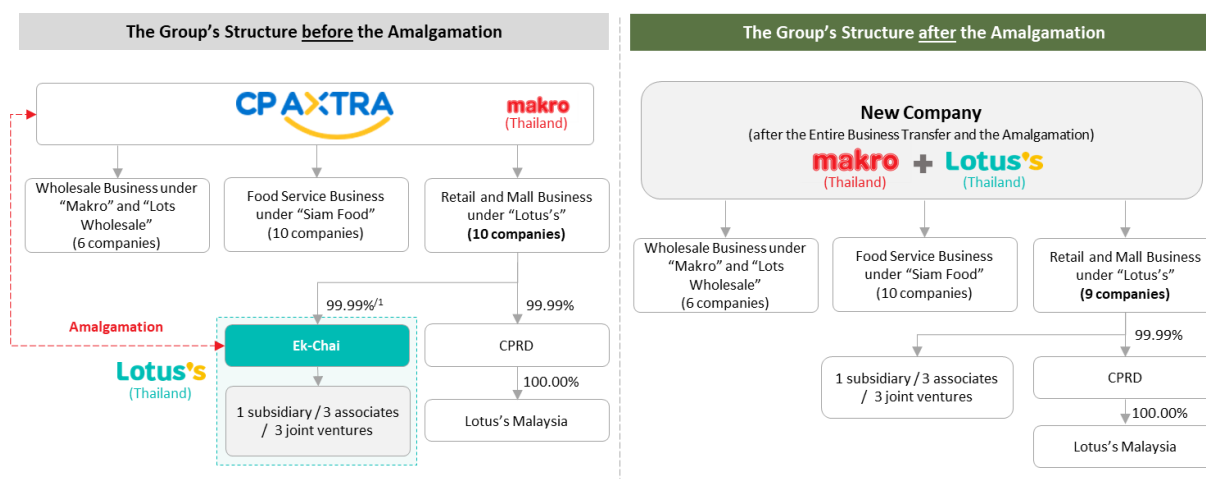 The Group's Structure before the Amalgamation
CP AXTRA
makro
(Thailand)
Wholesale Business under
"Makro" and "Lots
Wholesale"
(6 companies)
Food Service Business
under "Siam Food"
(10 companies)
Retail and Mall Business
under "Lotus's"
(10 companies)
99.99%/1
99.99%
Amalgamation
Ek-Chai
CPRD
Lotus's
(Thailand)
100.00%
1 subsidiary / 3 associates
/ 3 joint ventures
Lotus's Malaysia
The Group's Structure after the Amalgamation
New Company
(after the Entire Business Transfer and the Amalgamation)
makro + Lotus's
(Thailand) (Thailand)
Wholesale Business under
"Makro" and "Lots
Wholesale"
(6 companies)
Food Service Business
under "Siam Food"
(10 companies)
Retail and Mall Business
under "Lotus's"
(9 companies)
99.99%
1 subsidiary / 3 associates
/ 3 joint ventures
CPRD
100.00%
Lotus's Malaysia